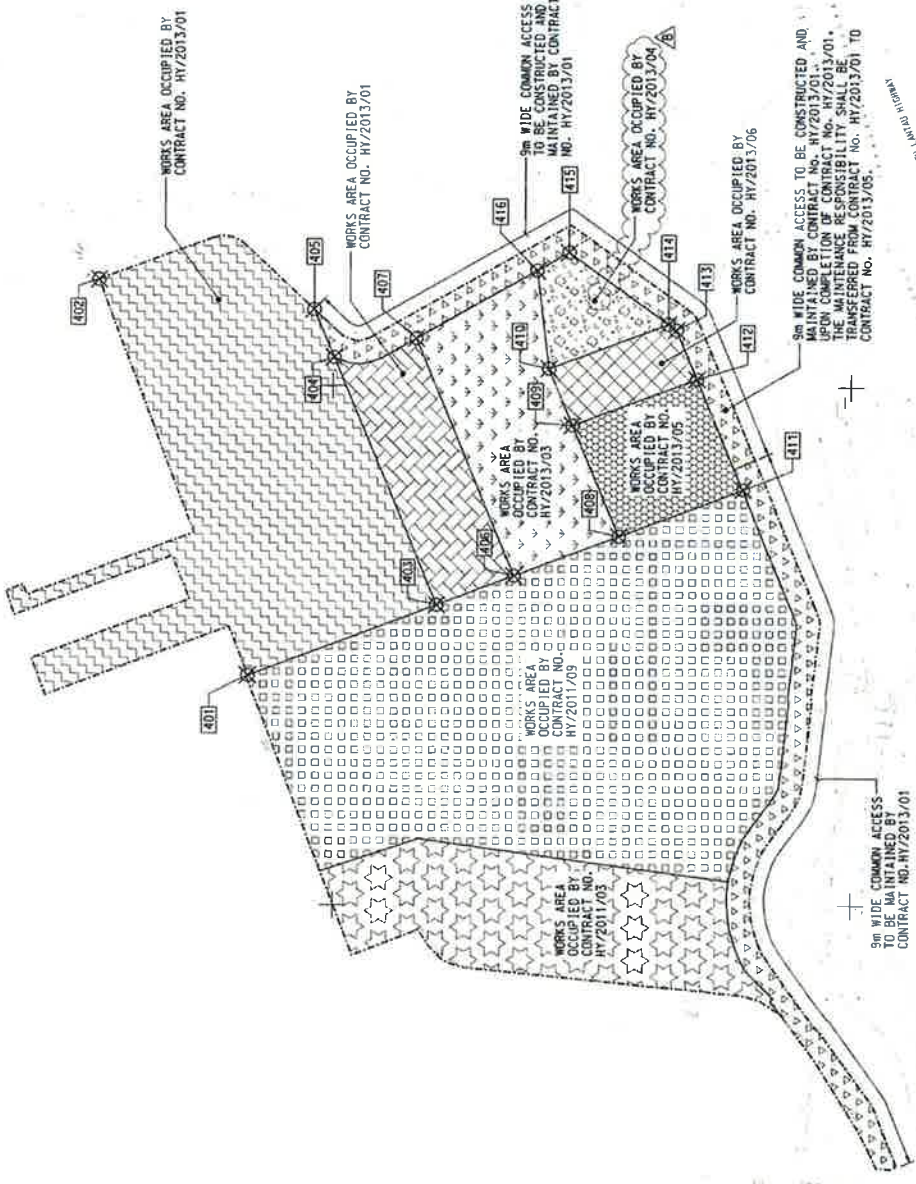 WORKS AREA OCCUPIED BY
CONTRACT NO. HY/2013/01
402
405
WORKS AREA OCCUPIED BY
CONTRACT NO. HY/2013/01
404
407
9m WIDE COMMON ACCESS
TO BE CONSTRUCTED AND
MAINTAINED BY CONTRACT
NO. HY/2013/01
416
WORKS AREA OCCUPIED BY
CONTRACT NO. HY/2013/04
B
415
410
409
414
413
WORKS AREA OCCUPIED BY
CONTRACT NO. HY/2013/06
412
9m WIDE COMMON ACCESS TO BE CONSTRUCTED AND
MAINTAINED BY CONTRACT No. HY/2013/01.
UPON COMPLETION OF CONTRACT No. HY/2013/01.
THE MAINTENANCE RESPONSIBILITY SHALL BE
TRANSFERRED FROM CONTRACT No. HY/2013/01 TO
CONTRACT No. HY/2013/05.
LANTAU HIGHWAY
WORKS AREA
OCCUPIED BY
CONTRACT NO.
HY/2013/03
WORKS AREA
OCCUPIED BY
CONTRACT NO.
HY/2013/05
408
411
406
403
401
WORKS AREA
OCCUPIED BY
CONTRACT NO.
HY/2011/09
WORKS AREA
OCCUPIED BY
CONTRACT NO.
HY/2011/03
9m WIDE COMMON ACCESS
TO BE MAINTAINED BY
CONTRACT NO.HY/2013/01